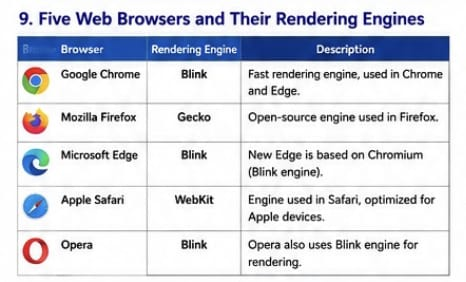 9. Five Web Browsers and Their Rendering Engines
Browser Browser Rendering Engine Description
Google Chrome Blink Fast rendering engine, used in Chrome
and Edge.
Mozilla Firefox Gecko Open-source engine used in Firefox.
Microsoft Edge Blink New Edge is based on Chromium
(Blink engine).
Apple Safari WebKit Engine used in Safari, optimized for
Apple devices.
Opera Blink Opera also uses Blink engine for
rendering.